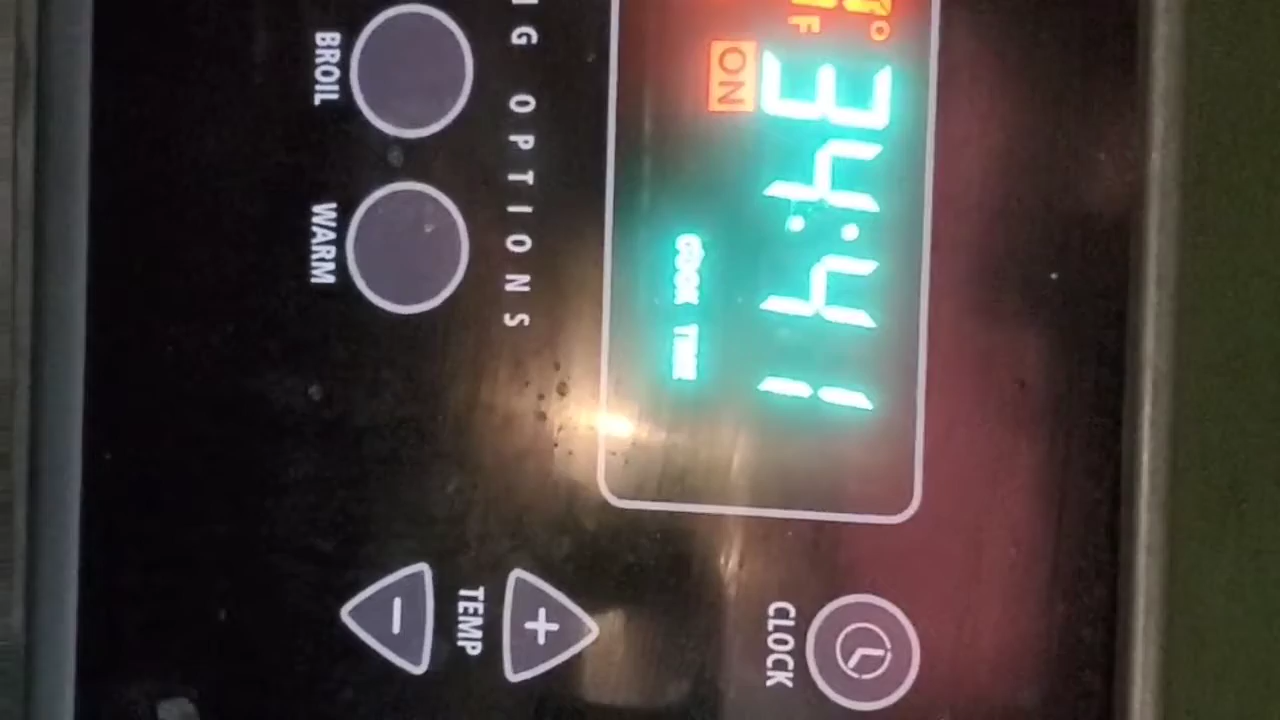 34:41
°F
ON
COOK TIME
CLOCK
G OPTIONS
+
TEMP
−
BROIL
WARM